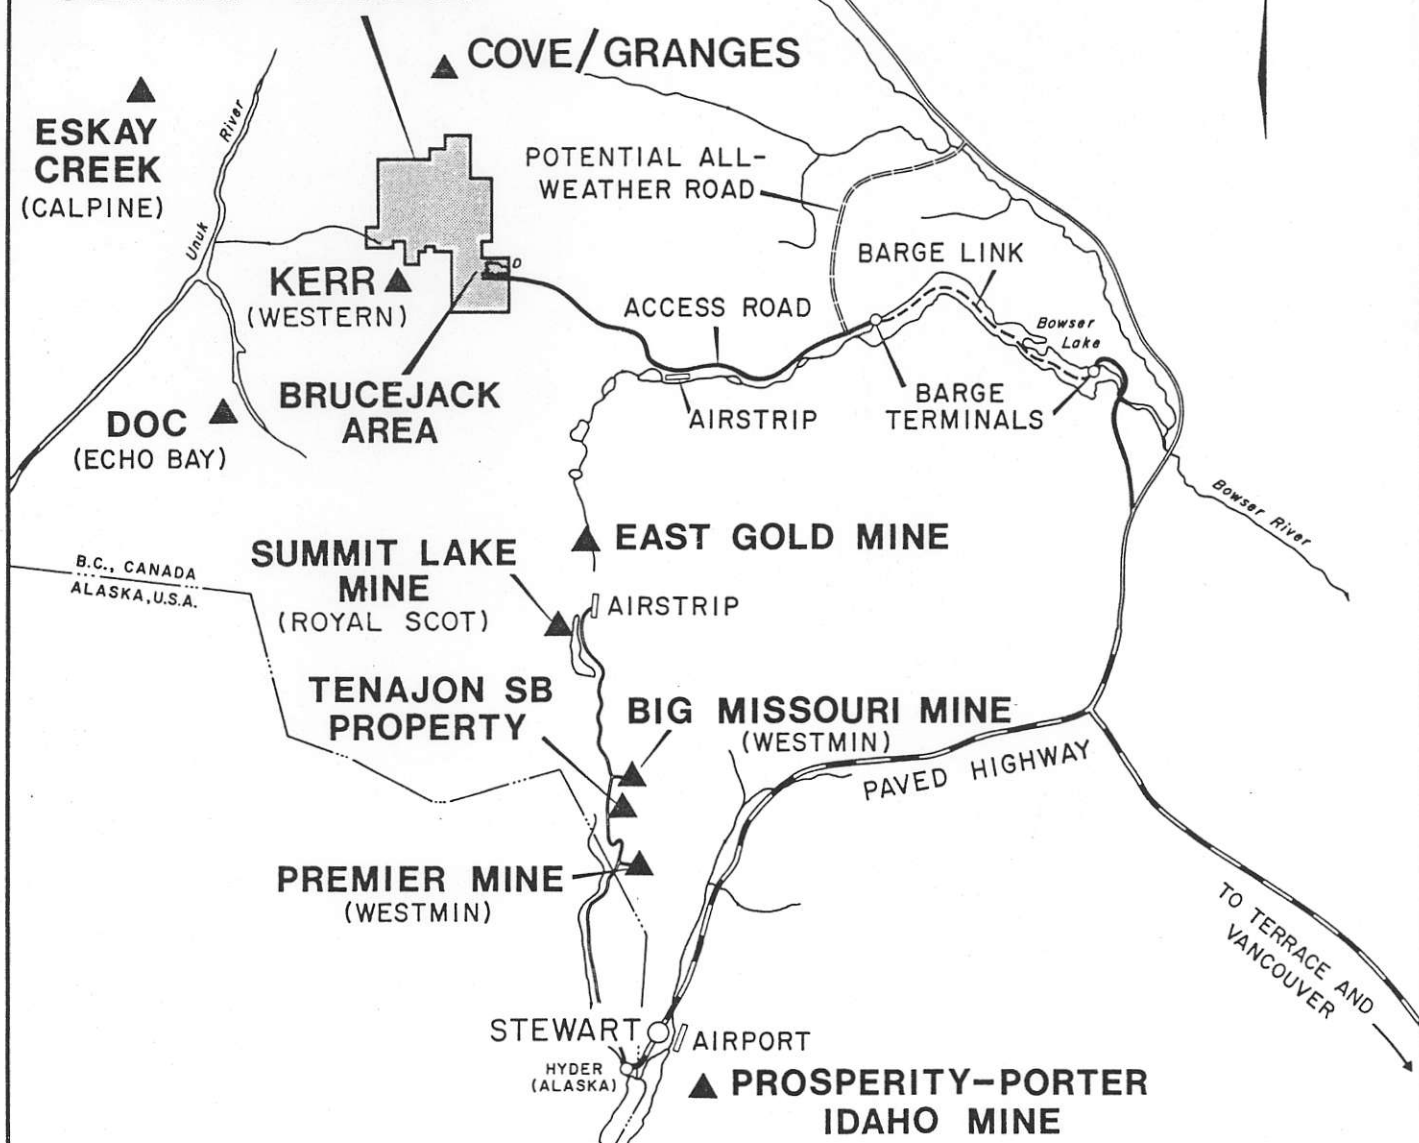 COVE/GRANGES
ESKAY
CREEK
(CALPINE)
River
Unuk
POTENTIAL ALL-
WEATHER ROAD
BARGE LINK
D
KERR
(WESTERN)
ACCESS ROAD
Bowser
Lake
BRUCEJACK
AREA
AIRSTRIP
BARGE
TERMINALS
DOC
(ECHO BAY)
Bowser River
EAST GOLD MINE
SUMMIT LAKE
MINE
(ROYAL SCOT)
B.C., CANADA
ALASKA, U.S.A.
AIRSTRIP
TENAJON SB
PROPERTY
BIG MISSOURI MINE
(WESTMIN)
PAVED HIGHWAY
PREMIER MINE
(WESTMIN)
TO TERRACE AND
VANCOUVER
STEWART
AIRPORT
HYDER
(ALASKA)
PROSPERITY-PORTER
IDAHO MINE